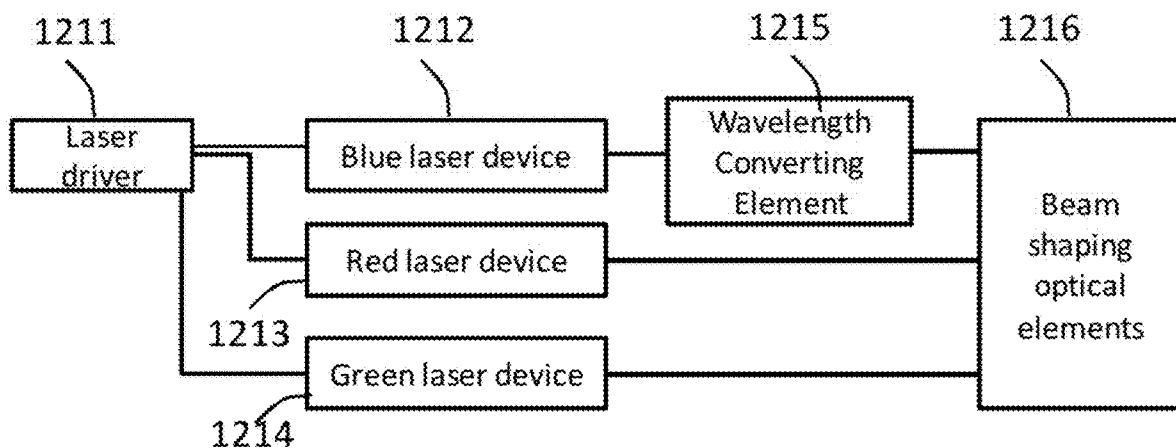 1211
1212
1215
1216
Laser
driver
Blue laser device
Wavelength
Converting
Element
Red laser device
1213
Green laser device
1214
Beam
shaping
optical
elements